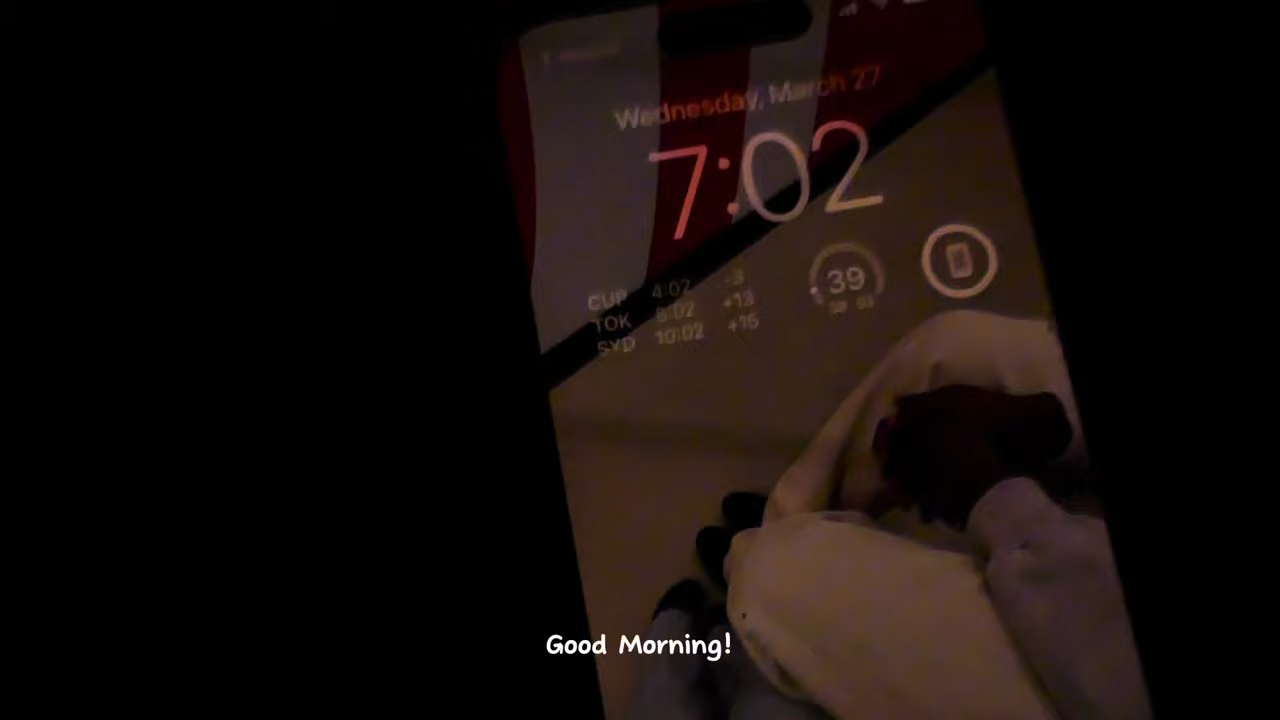 Wednesday, March 27
7:02
CUP 4:02 -3
TOK 8:02 +13
SYD 10:02 +15
39
Good Morning!